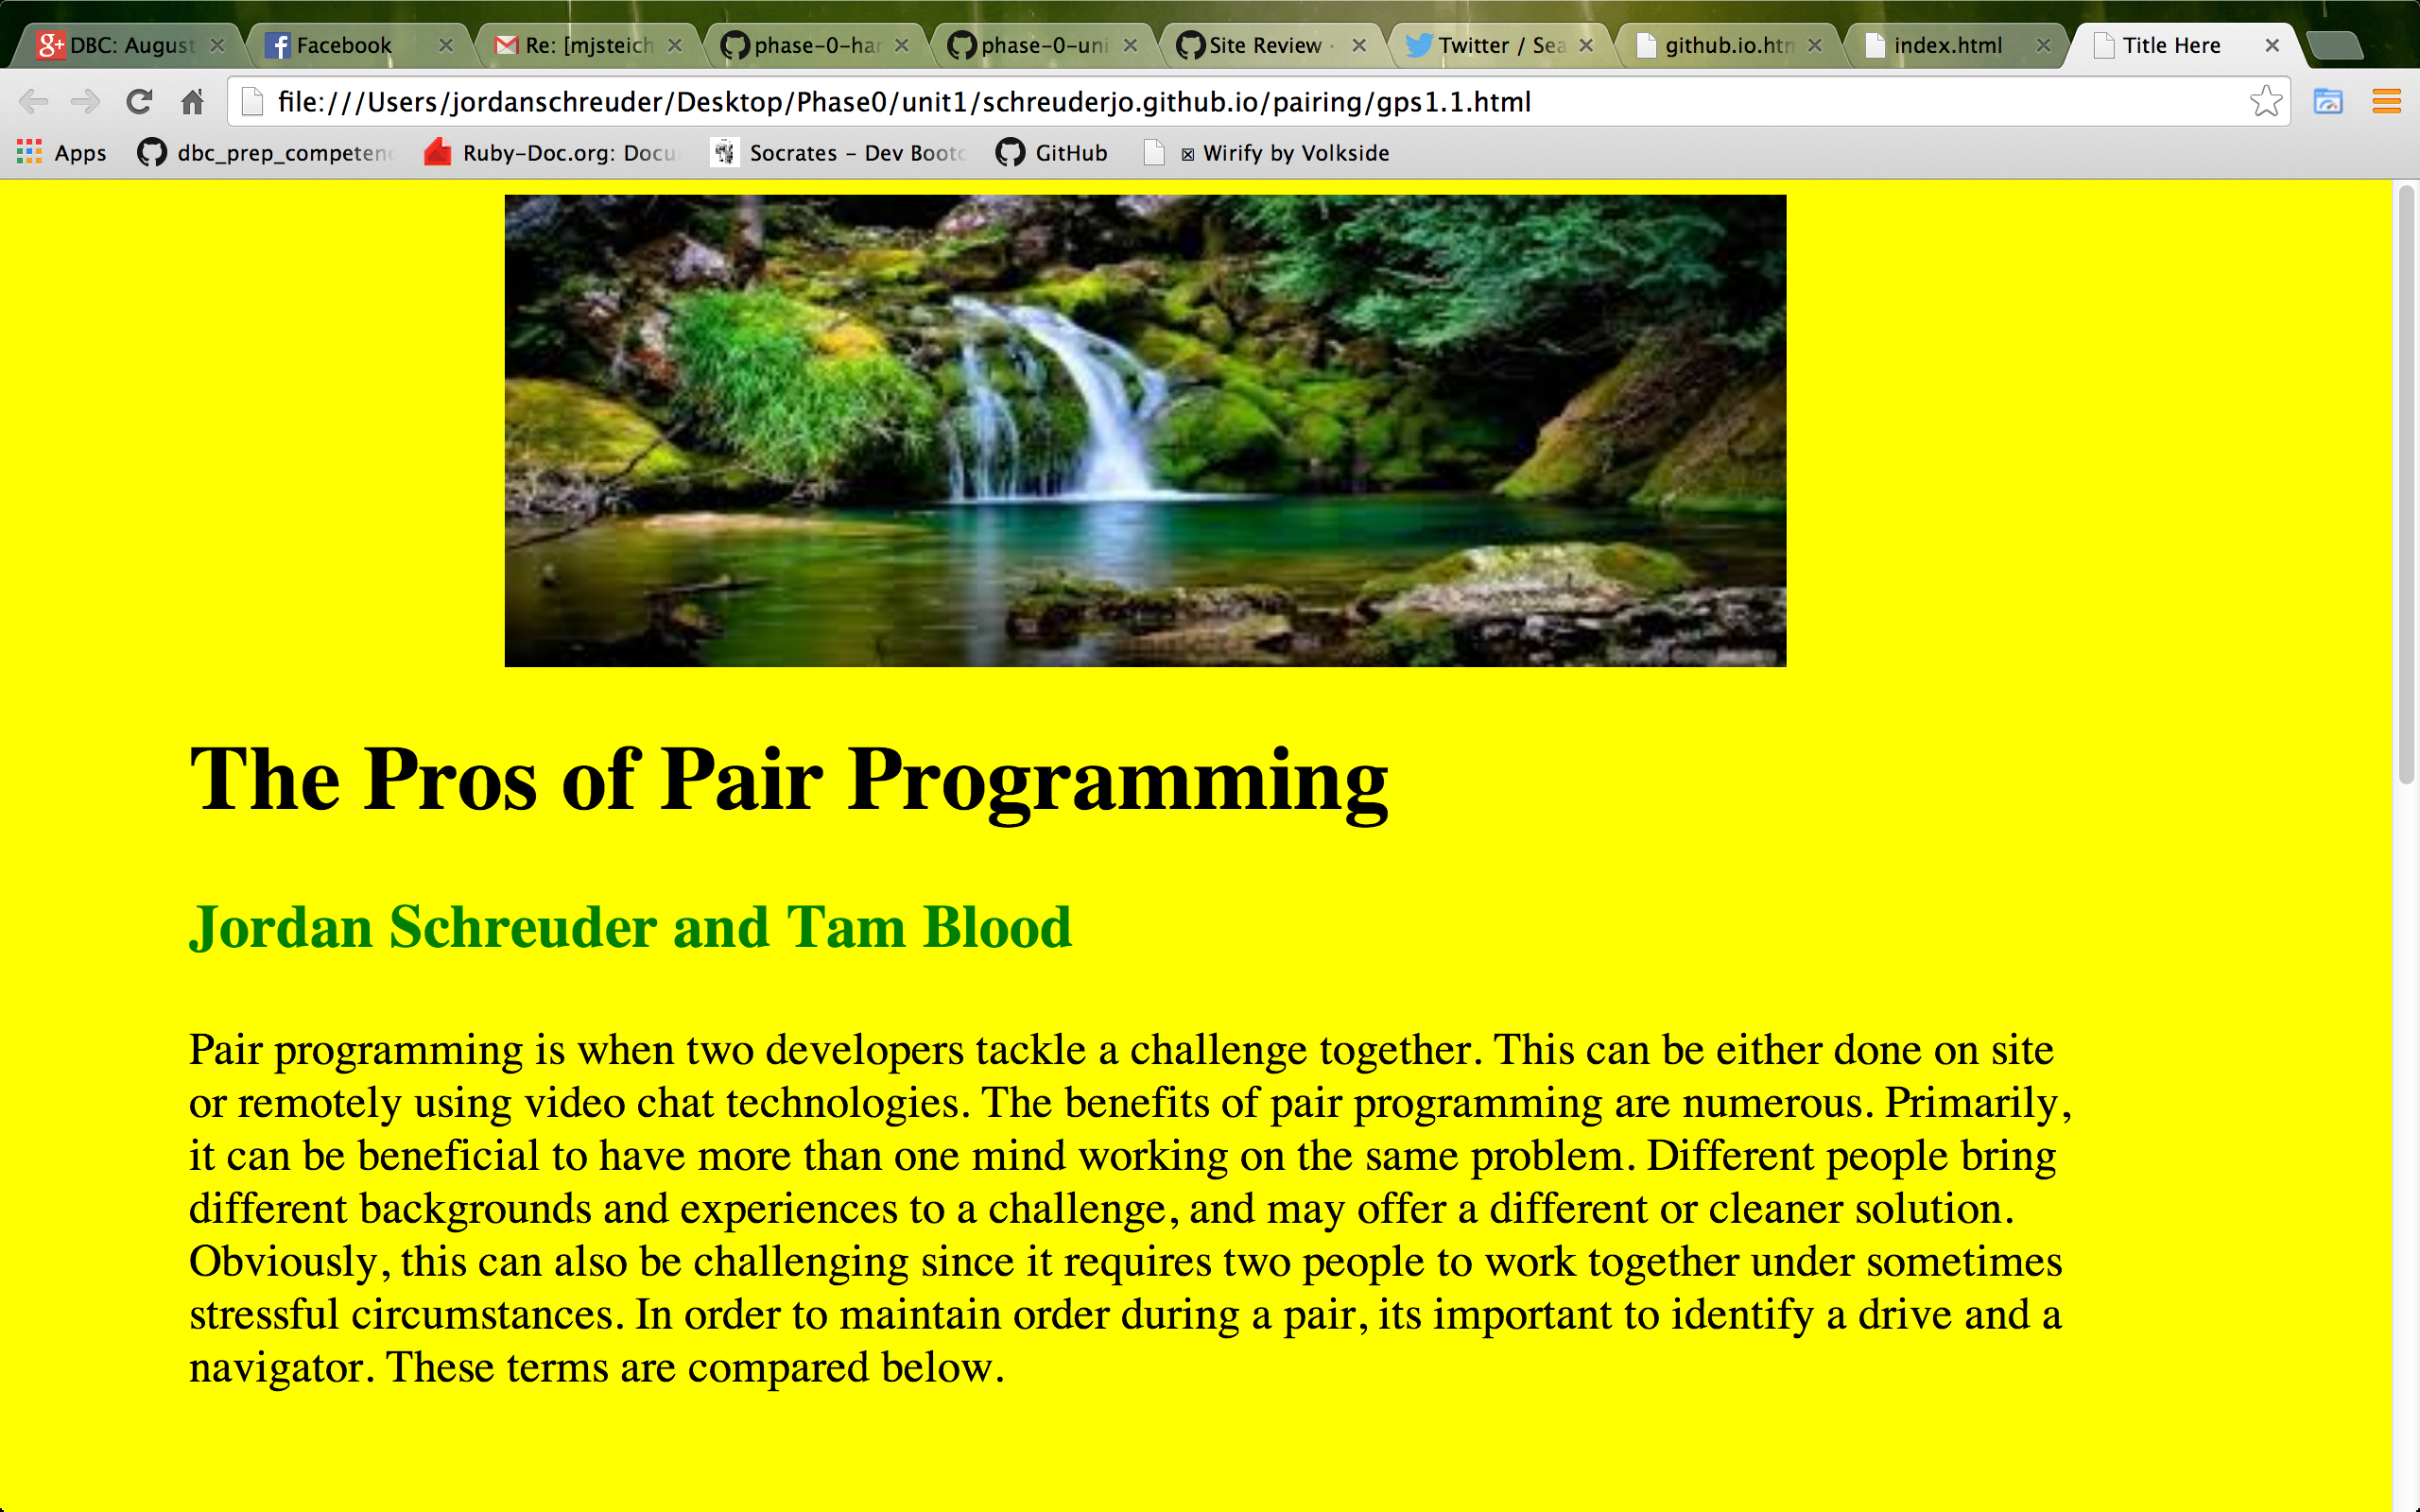 DBC: August
Facebook
Re: [mjsteich
phase-0-har
phase-0-uni
Site Review
Twitter / Sea
github.io.htm
index.html
Title Here
file:///Users/jordanschreuder/Desktop/Phase0/unit1/schreuderjo.github.io/pairing/gps1.1.html
Apps
dbc_prep_competenc
Ruby-Doc.org: Docu
Socrates - Dev Bootc
GitHub
Wirify by Volkside
The Pros of Pair Programming
Jordan Schreuder and Tam Blood
Pair programming is when two developers tackle a challenge together. This can be either done on site
or remotely using video chat technologies. The benefits of pair programming are numerous. Primarily,
it can be beneficial to have more than one mind working on the same problem. Different people bring
different backgrounds and experiences to a challenge, and may offer a different or cleaner solution.
Obviously, this can also be challenging since it requires two people to work together under sometimes
stressful circumstances. In order to maintain order during a pair, its important to identify a drive and a
navigator. These terms are compared below.